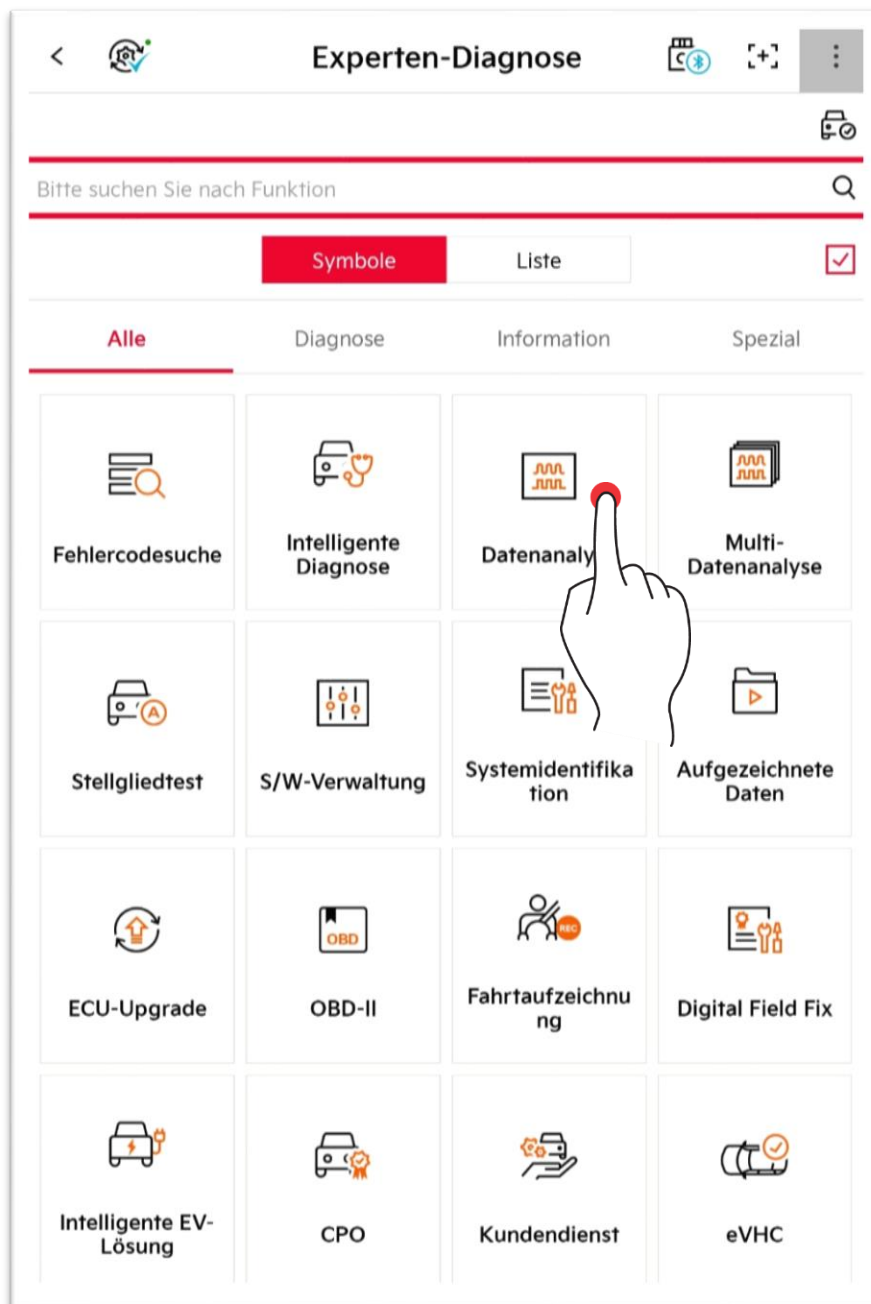 Experten-Diagnose
Bitte suchen Sie nach Funktion
Symbole
Liste
Alle
Diagnose
Information
Spezial
Fehlercodesuche
Intelligente
Diagnose
Datenanaly
Multi-
Datenanalyse
A
Stellgliedtest
S/W-Verwaltung
Systemidentifika
tion
Aufgezeichnete
Daten
ECU-Upgrade
OBD
OBD-II
REC
Fahrtaufzeichnu
ng
Digital Field Fix
Intelligente EV-
Lösung
CPO
Kundendienst
eVHC